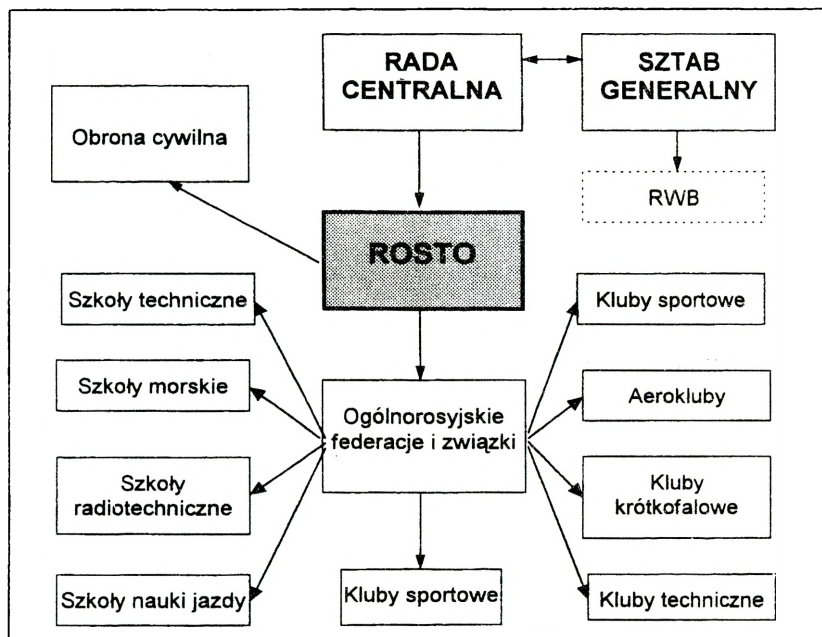 RADA
CENTRALNA
SZTAB
GENERALNY
Obrona cywilna
RWB
ROSTO
Szkoły techniczne
Kluby sportowe
Szkoły morskie
Ogólnorosyjskie
federacje i związki
Aerokluby
Szkoły
radiotechniczne
Kluby
krótkofalowe
Szkoły nauki jazdy
Kluby sportowe
Kluby techniczne